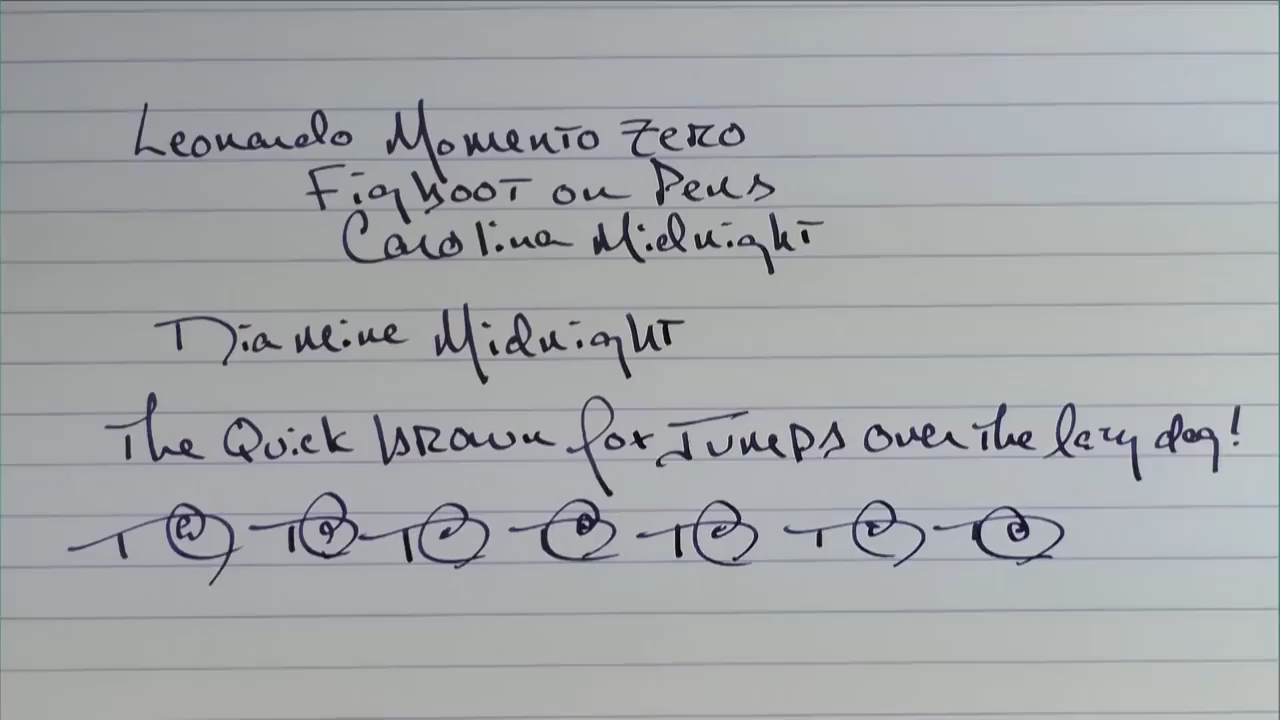 Leonardo Momento Zero
Figboot on Pens
Carolina Midnight
Diamine Midnight
The Quick brown fox Jumps over the lazy dog!